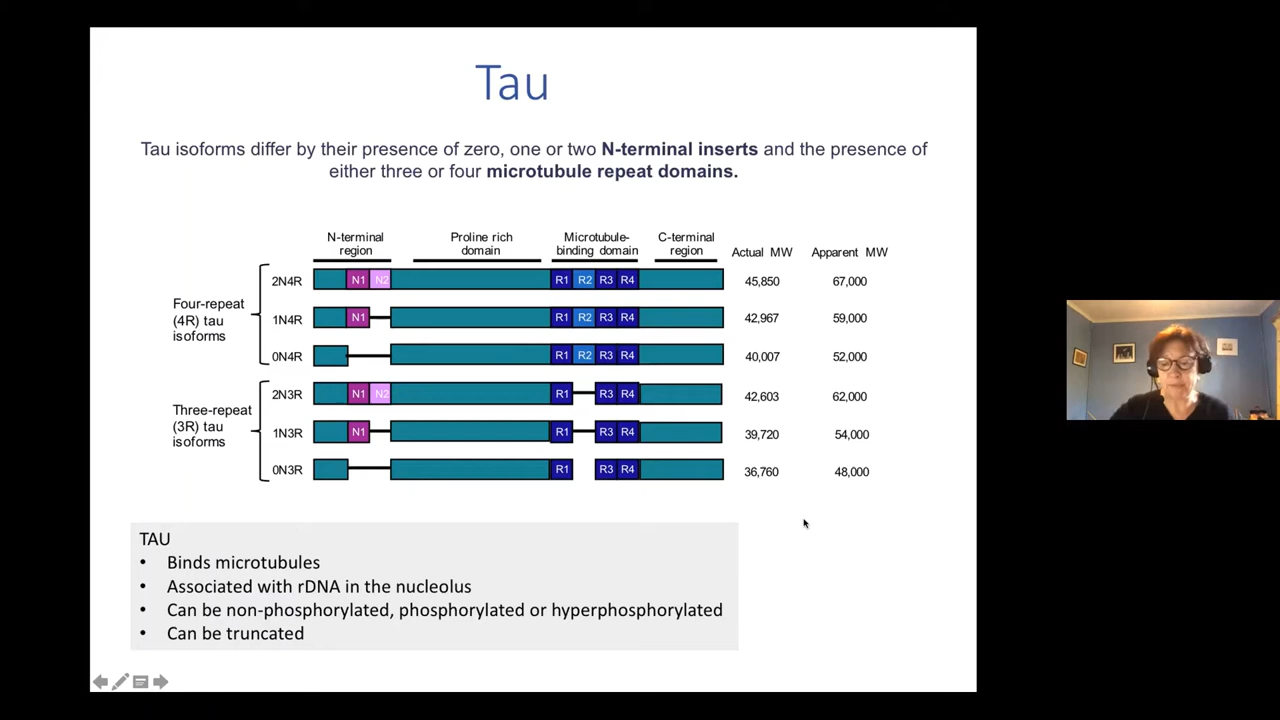 Tau
Tau isoforms differ by their presence of zero, one or two N-terminal inserts and the presence of
either three or four microtubule repeat domains.
N-terminal region
Proline rich domain
Microtubule-binding domain
C-terminal region
Actual MW
Apparent MW
Four-repeat
(4R) tau
isoforms
2N4R N1 N2 R1 R2 R3 R4 45,850 67,000
1N4R N1 R1 R2 R3 R4 42,967 59,000
0N4R R1 R2 R3 R4 40,007 52,000
Three-repeat
(3R) tau
isoforms
2N3R N1 N2 R1 R3 R4 42,603 62,000
1N3R N1 R1 R3 R4 39,720 54,000
0N3R R1 R3 R4 36,760 48,000
TAU
• Binds microtubules
• Associated with rDNA in the nucleolus
• Can be non-phosphorylated, phosphorylated or hyperphosphorylated
• Can be truncated